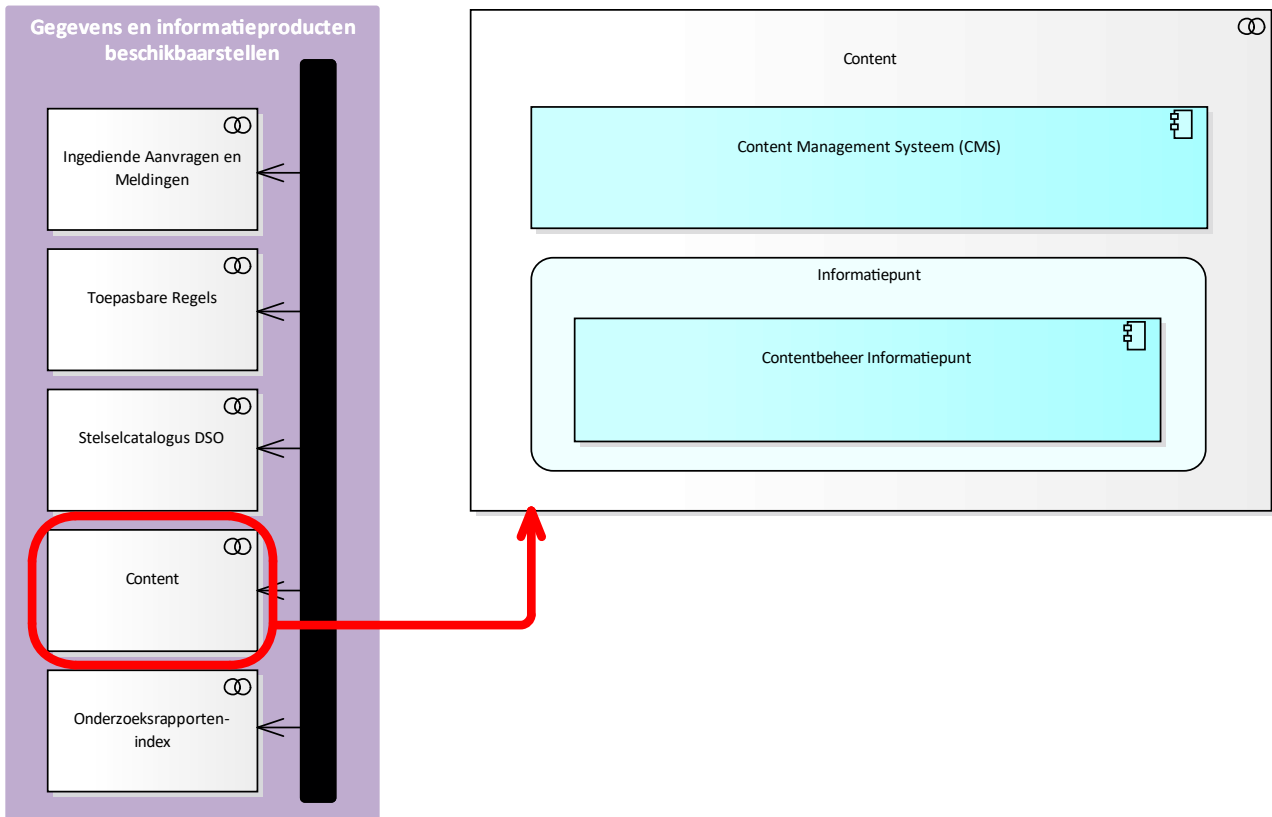 Gegevens en informatieproducten
beschikbaarstellen
Ingediende Aanvragen en
Meldingen
Toepasbare Regels
Stelselcatalogus DSO
Content
Onderzoeksrapporten-
index
Content
Content Management Systeem (CMS)
Informatiepunt
Contentbeheer Informatiepunt